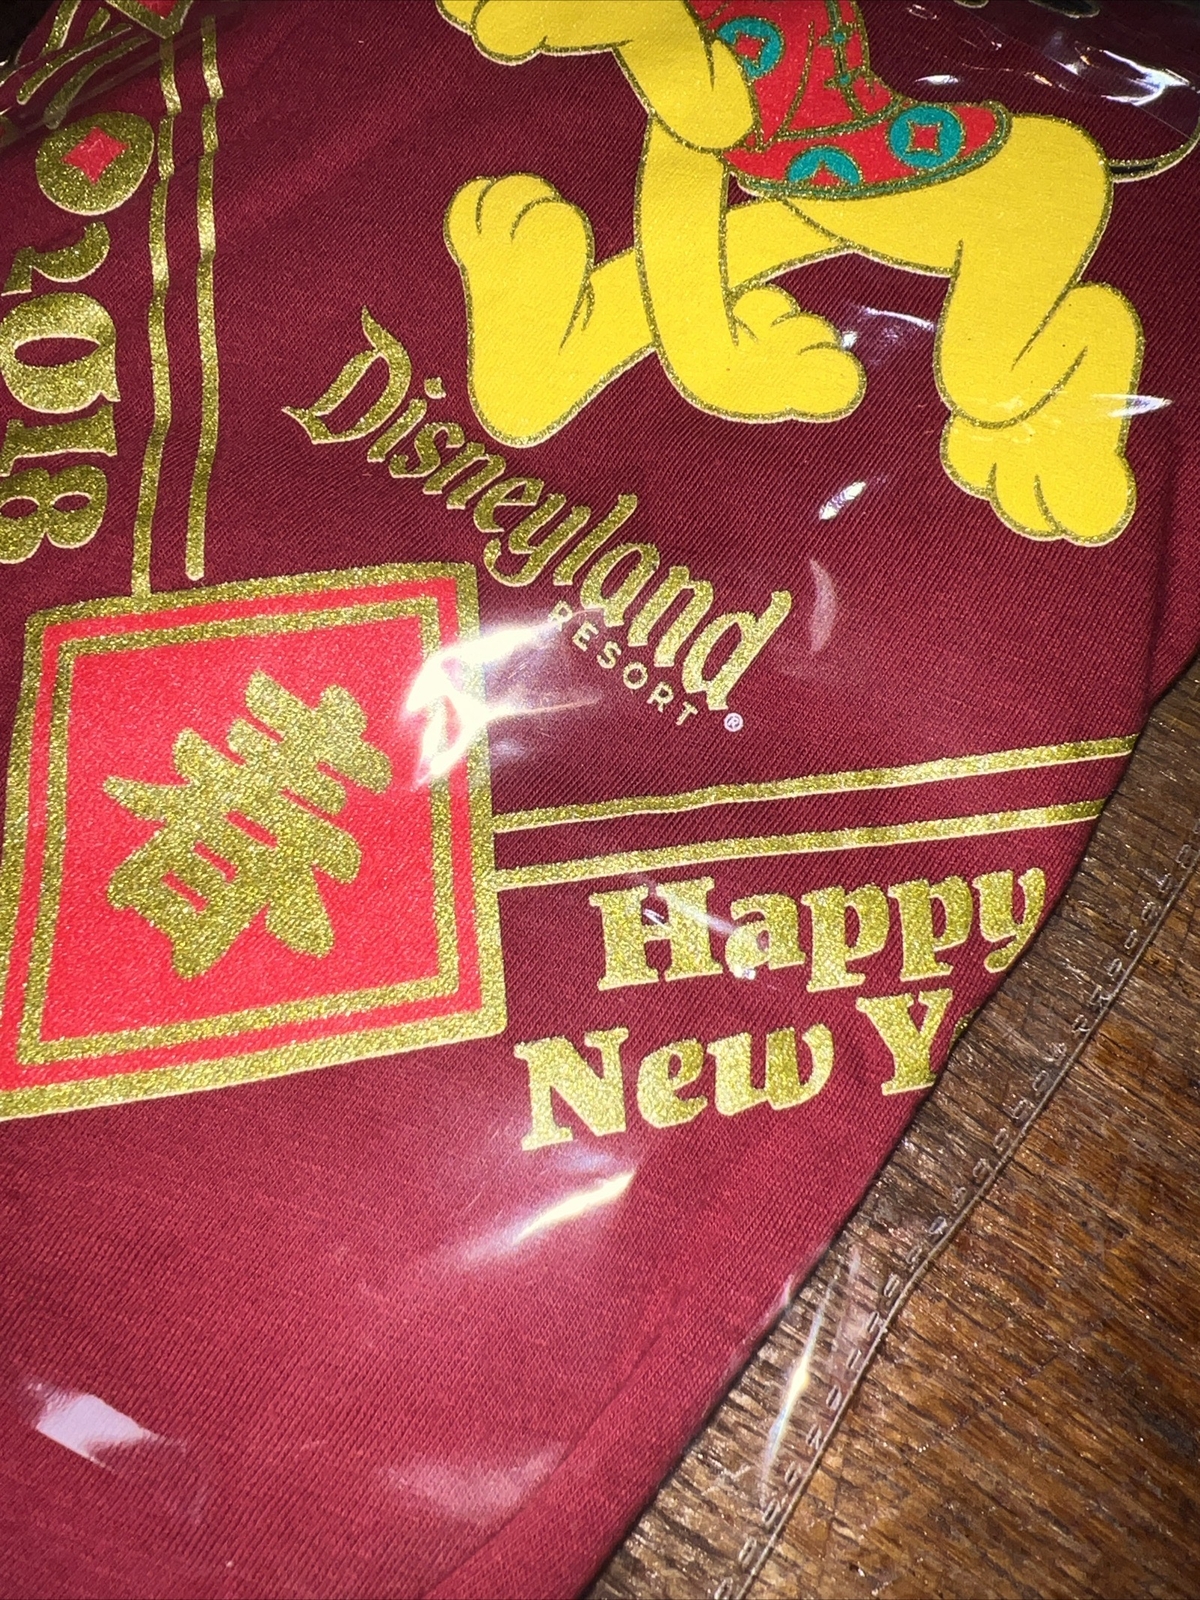 2018
Disneyland
RESORT®
春
Happy
New Y